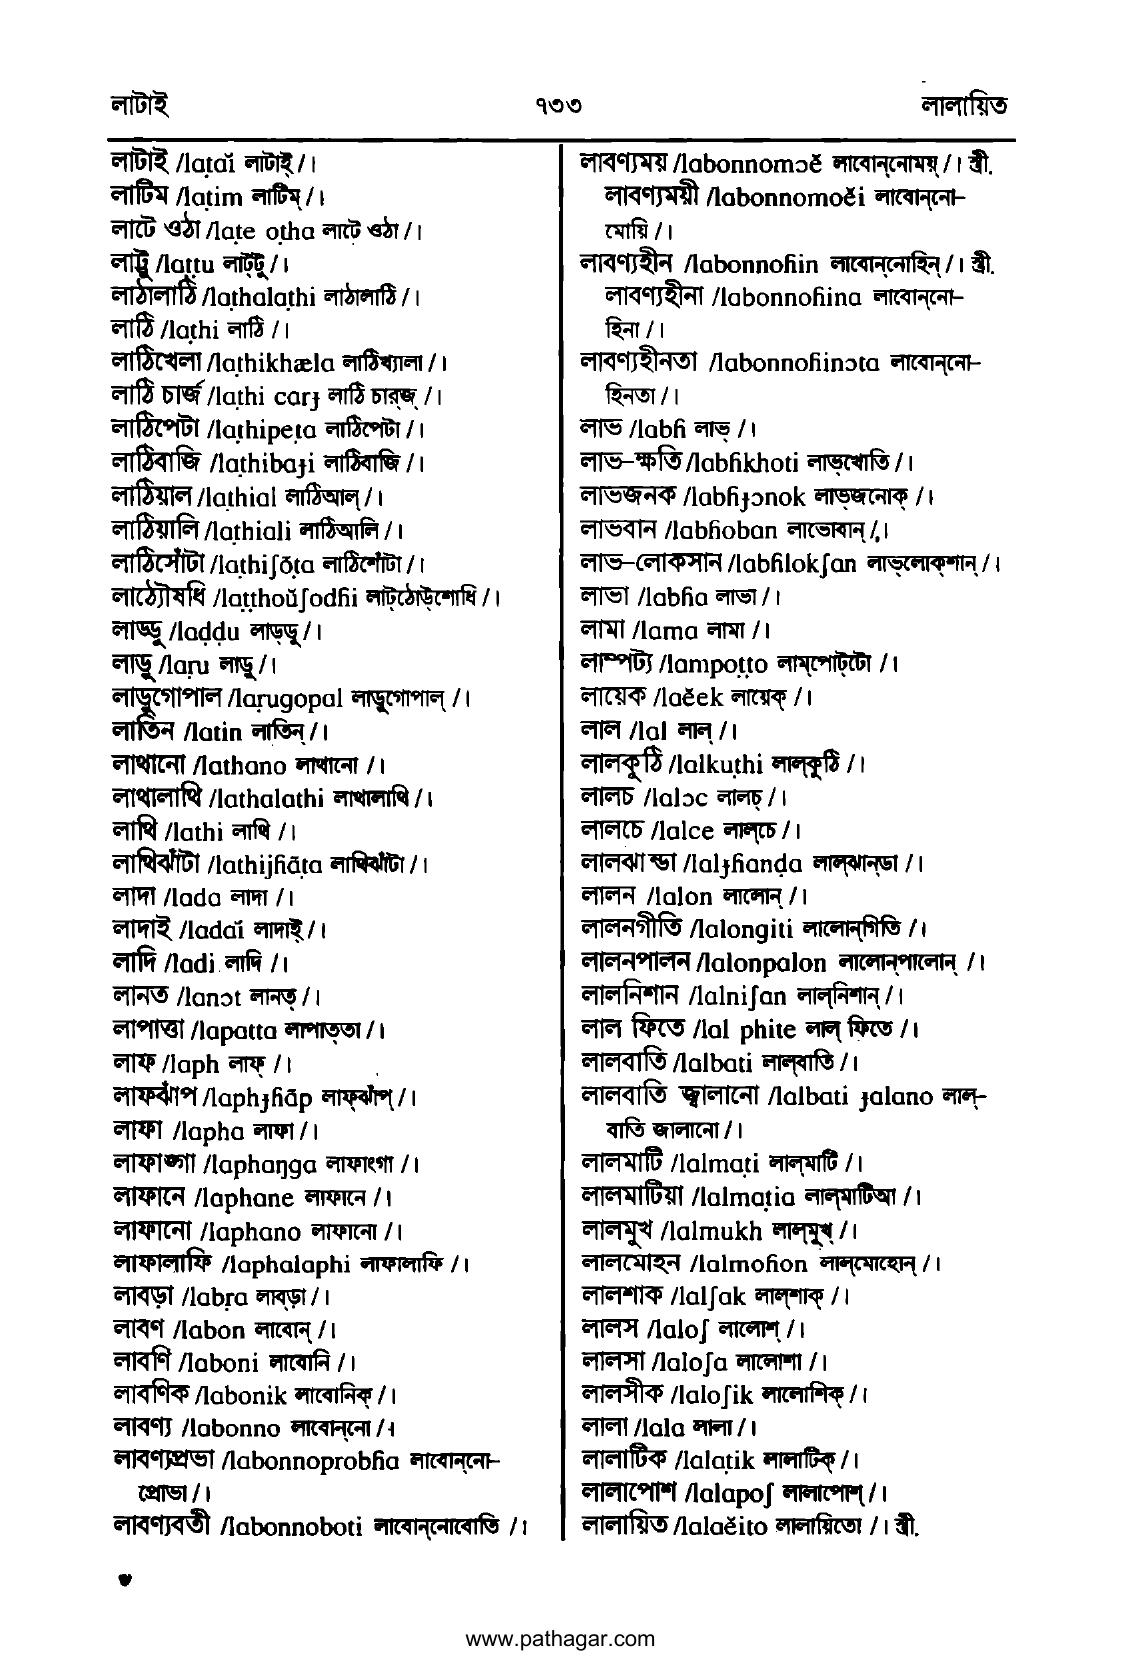 লাটাই ৭৩৩ লালায়িত
লাটাই /laṭaĭ লাটাই্/।
লাটিম /laṭim লাটিম্/।
লাটে ওঠা /laṭe oṭha লাটে ওঠা/।
লাট্টু /laṭṭu লাট্‌টু/।
লাঠালাঠি /laṭhalaṭhi লাঠালাঠি/।
লাঠি /laṭhi লাঠি /।
লাঠিখেলা /laṭhikhæla লাঠিখ্যালা/।
লাঠি চার্জ /laṭhi carɟ লাঠি চার্‌জ্ /।
লাঠিপেটা /laṭhipeṭa লাঠিপেটা/।
লাঠিবাজি /laṭhibaɟi লাঠিবাজি/।
লাঠিয়াল /laṭhial লাঠিআল্/।
লাঠিয়ালি /laṭhiali লাঠিআলি/।
লাঠিসোঁটা /laṭhiʃõṭa লাঠিশোঁটা/।
লাঠ্যৌষধি /laṭṭhoŭʃodɦi লাট্‌ঠোউ্‌শোধি/।
লাড্ডু /laḍḍu লাড্‌ডু/।
লাড়ু /laṛu লাড়ু/।
লাড়ুগোপাল /laṛugopal লাড়ুগোপাল্ /।
লাতিন /latin লাতিন্/।
লাথানো /lathano লাথানো /।
লাথালাথি /lathalathi লাথালাথি/।
লাথি /lathi লাথি /।
লাথিঝাঁটা /lathijɦãṭa লাথিঝাঁটা/।
লাদা /lada লাদা /।
লাদাই /ladaĭ লাদাই্/।
লাদি /ladi লাদি /।
লানত /lanɔt লানত্/।
লাপাত্তা /lapatta লাপাত্‌তা/।
লাফ /laph লাফ্ /।
লাফঝাঁপ /laphɟɦãp লাফ্‌ঝাঁপ্/।
লাফা /lapha লাফা/।
লাফাঙ্গা /laphaŋga লাফাংগা /।
লাফানে /laphane লাফানে /।
লাফানো /laphano লাফানো /।
লাফালাফি /laphalaphi লাফালাফি /।
লাবড়া /labṛa লাব্‌ড়া/।
লাবণ /labon লাবোন্ /।
লাবণি /laboni লাবোনি /।
লাবণিক /labonik লাবোনিক্/।
লাবণ্য /labonno লাবোন্‌নো/।
লাবণ্যপ্রভা /labonnoprobɦa লাবোন্‌নো–
প্রোভা/।
লাবণ্যবতী /labonnoboti লাবোন্‌নোবোতি /।
লাবণ্যময় /labonnomɔĕ লাবোন্‌নোময়্/। স্ত্রী.
লাবণ্যময়ী /labonnomoĕi লাবোন্‌নো–
মোয়ি /।
লাবণ্যহীন /labonnoɦin লাবোন্‌নোহিন্/। স্ত্রী.
লাবণ্যহীনা /labonnoɦina লাবোন্‌নো–
হিনা /।
লাবণ্যহীনতা /labonnoɦinɔta লাবোন্‌নো–
হিনতা /।
লাভ /labɦ লাভ্ /।
লাভ–ক্ষতি /labɦkhoti লাভ্‌খোতি/।
লাভজনক /labɦɟɔnok লাভ্‌জনোক্ /।
লাভবান /labɦoban লাভোবান্ /।
লাভ–লোকসান /labɦlokʃan লাভ্‌লোক্‌শান্/।
লাভা /labɦa লাভা/।
লামা /lama লামা /।
লাম্পট্য /lampoṭṭo লাম্‌পোট্‌টো /।
লায়েক /laĕek লায়েক্ /।
লাল /lal লাল্ /।
লালকুঠি /lalkuṭhi লাল্‌কুঠি /।
লালচ /lalɔc লালচ্ /।
লালচে /lalce লাল্‌চে /।
লালঝাণ্ডা /lalɟɦanḍa লাল্‌ঝান্‌ডা /।
লালন /lalon লালোন্ /।
লালনগীতি /lalongiti লালোন্‌গিতি /।
লালনপালন /lalonpalon লালোন্‌পালোন্ /।
লালনিশান /lalniʃan লাল্‌নিশান্/।
লাল ফিতে /lal phite লাল্ ফিতে /।
লালবাতি /lalbati লাল্‌বাতি /।
লালবাতি জ্বালানো /lalbati ɟalano লাল্–
বাতি জালানো/।
লালমাটি /lalmaṭi লাল্‌মাটি /।
লালমাটিয়া /lalmaṭia লাল্‌মাটিআ /।
লালমুখ /lalmukh লাল্‌মুখ্ /।
লালমোহন /lalmoɦon লাল্‌মোহোন্ /।
লালশাক /lalʃak লাল্‌শাক্ /।
লালস /laloʃ লালোশ্ /।
লালসা /laloʃa লালোশা /।
লালসীক /laloʃik লালোশিক্/।
লালা /lala লালা /।
লালাটিক /lalaṭik লালাটিক্/।
লালাপোশ /lalapoʃ লালাপোশ্/।
লালায়িত /lalaĕito লালায়িতো /। স্ত্রী.
www.pathagar.com